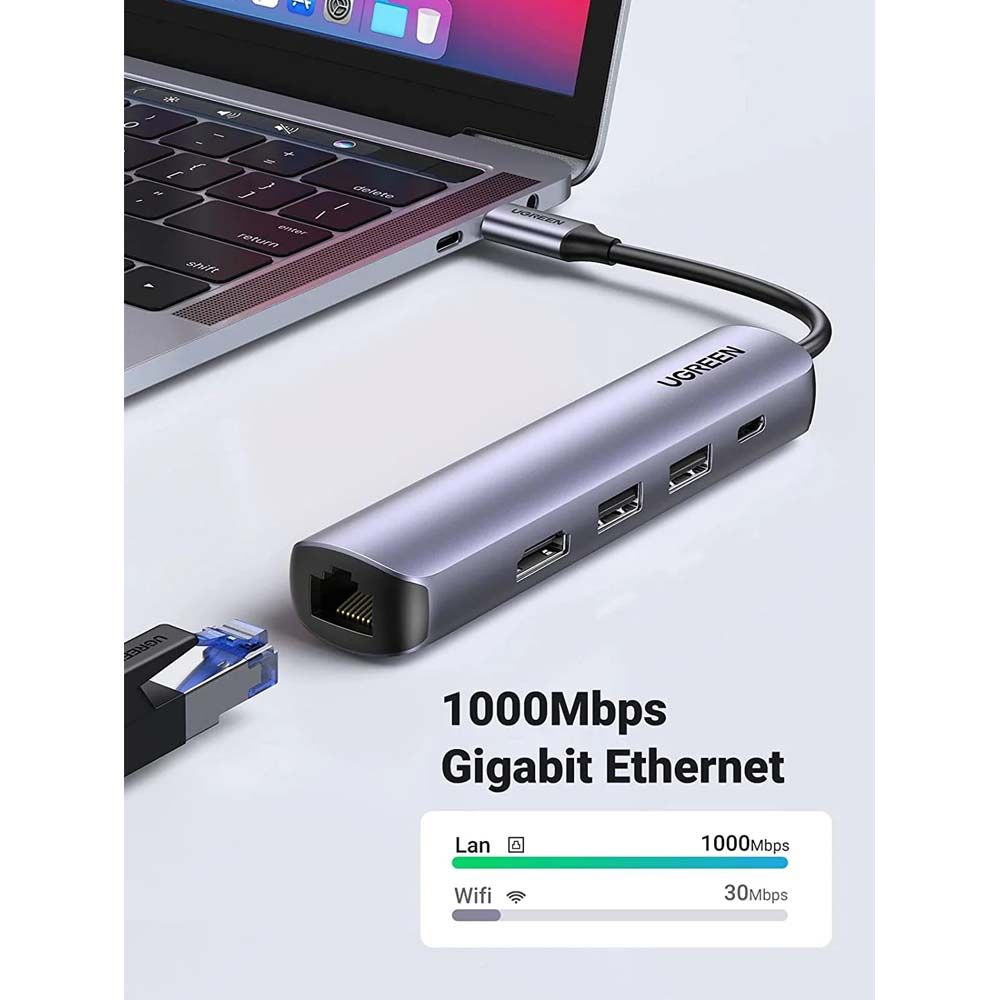 delete
enter
return
shift
UGREEN
UGREEN
UGREEN
1000Mbps
Gigabit Ethernet
Lan 1000Mbps
Wifi 30Mbps